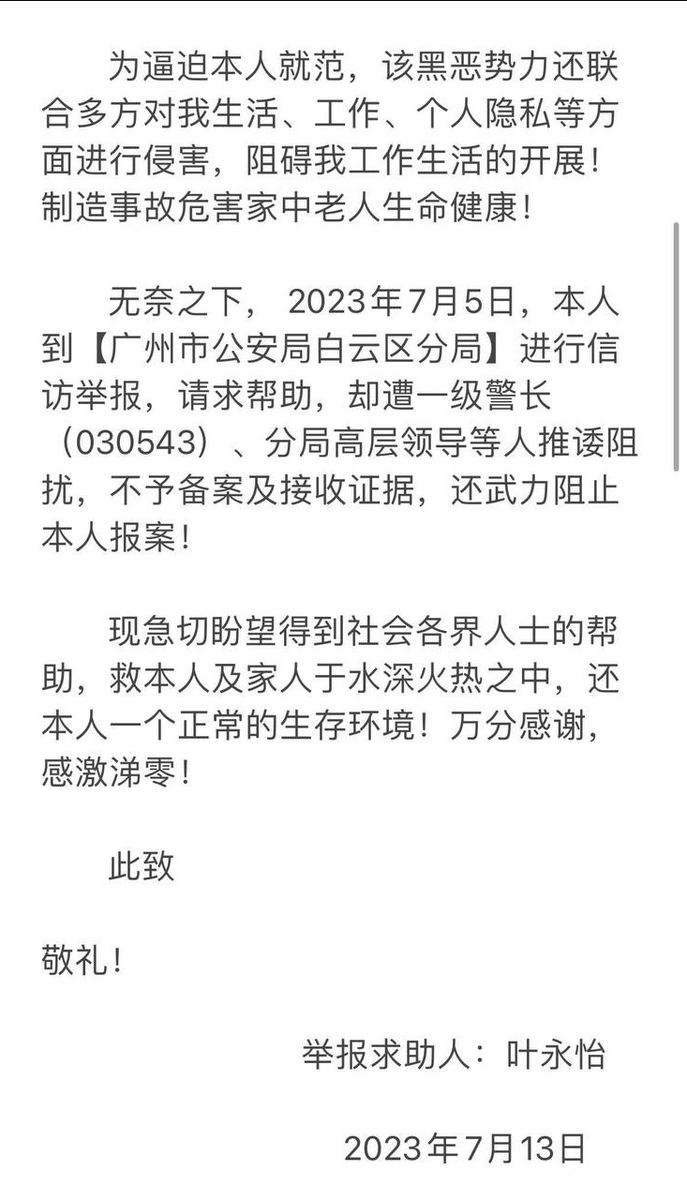 为逼迫本人就范，该黑恶势力还联
合多方对我生活、工作、个人隐私等方
面进行侵害，阻碍我工作生活的开展！
制造事故危害家中老人生命健康！
无奈之下， 2023年7月5日，本人
到【广州市公安局白云区分局】进行信
访举报，请求帮助，却遭一级警长
（030543）、分局高层领导等人推诿阻
扰，不予备案及接收证据，还武力阻止
本人报案！
现急切盼望得到社会各界人士的帮
助，救本人及家人于水深火热之中，还
本人一个正常的生存环境！万分感谢，
感激涕零！
此致
敬礼！
举报求助人：叶永怡
2023年7月13日